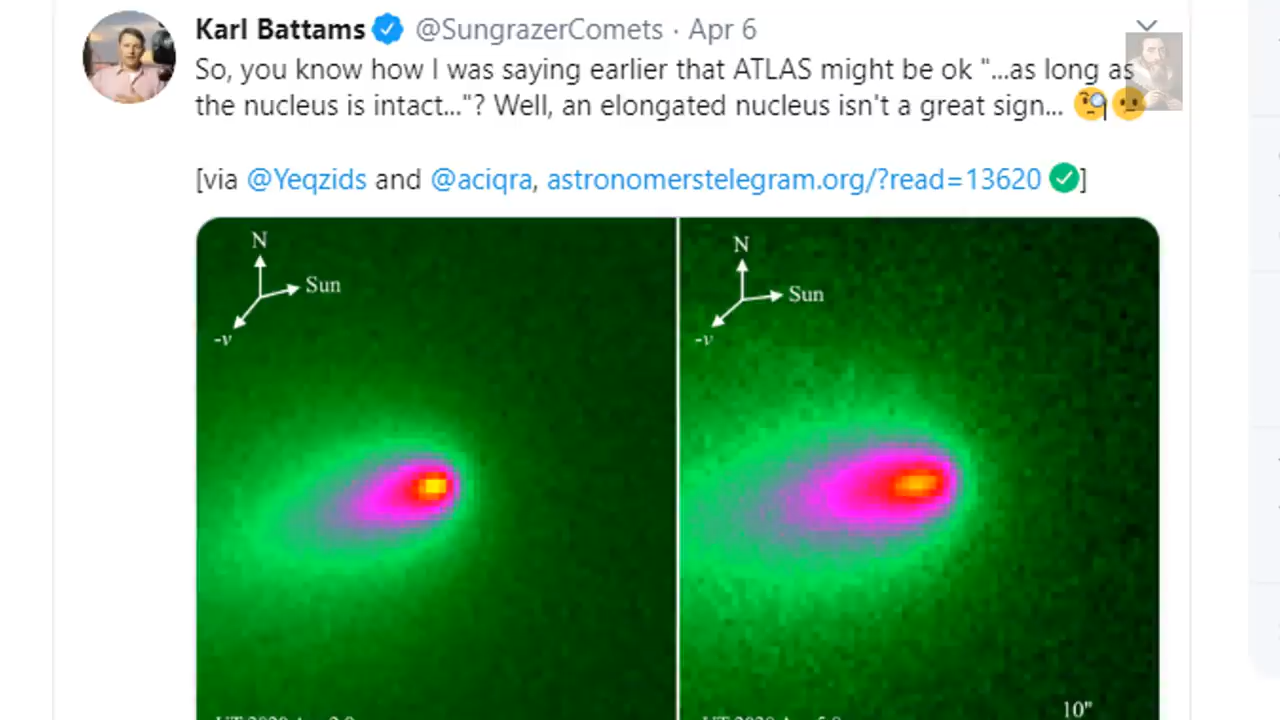 Karl Battams @SungrazerComets · Apr 6
So, you know how I was saying earlier that ATLAS might be ok "...as long as
the nucleus is intact..."? Well, an elongated nucleus isn't a great sign... 🧐😕
[via @Yeqzids and @aciqra, astronomerstelegram.org/?read=13620 ✅]
N
Sun
-v
N
Sun
-v
10"